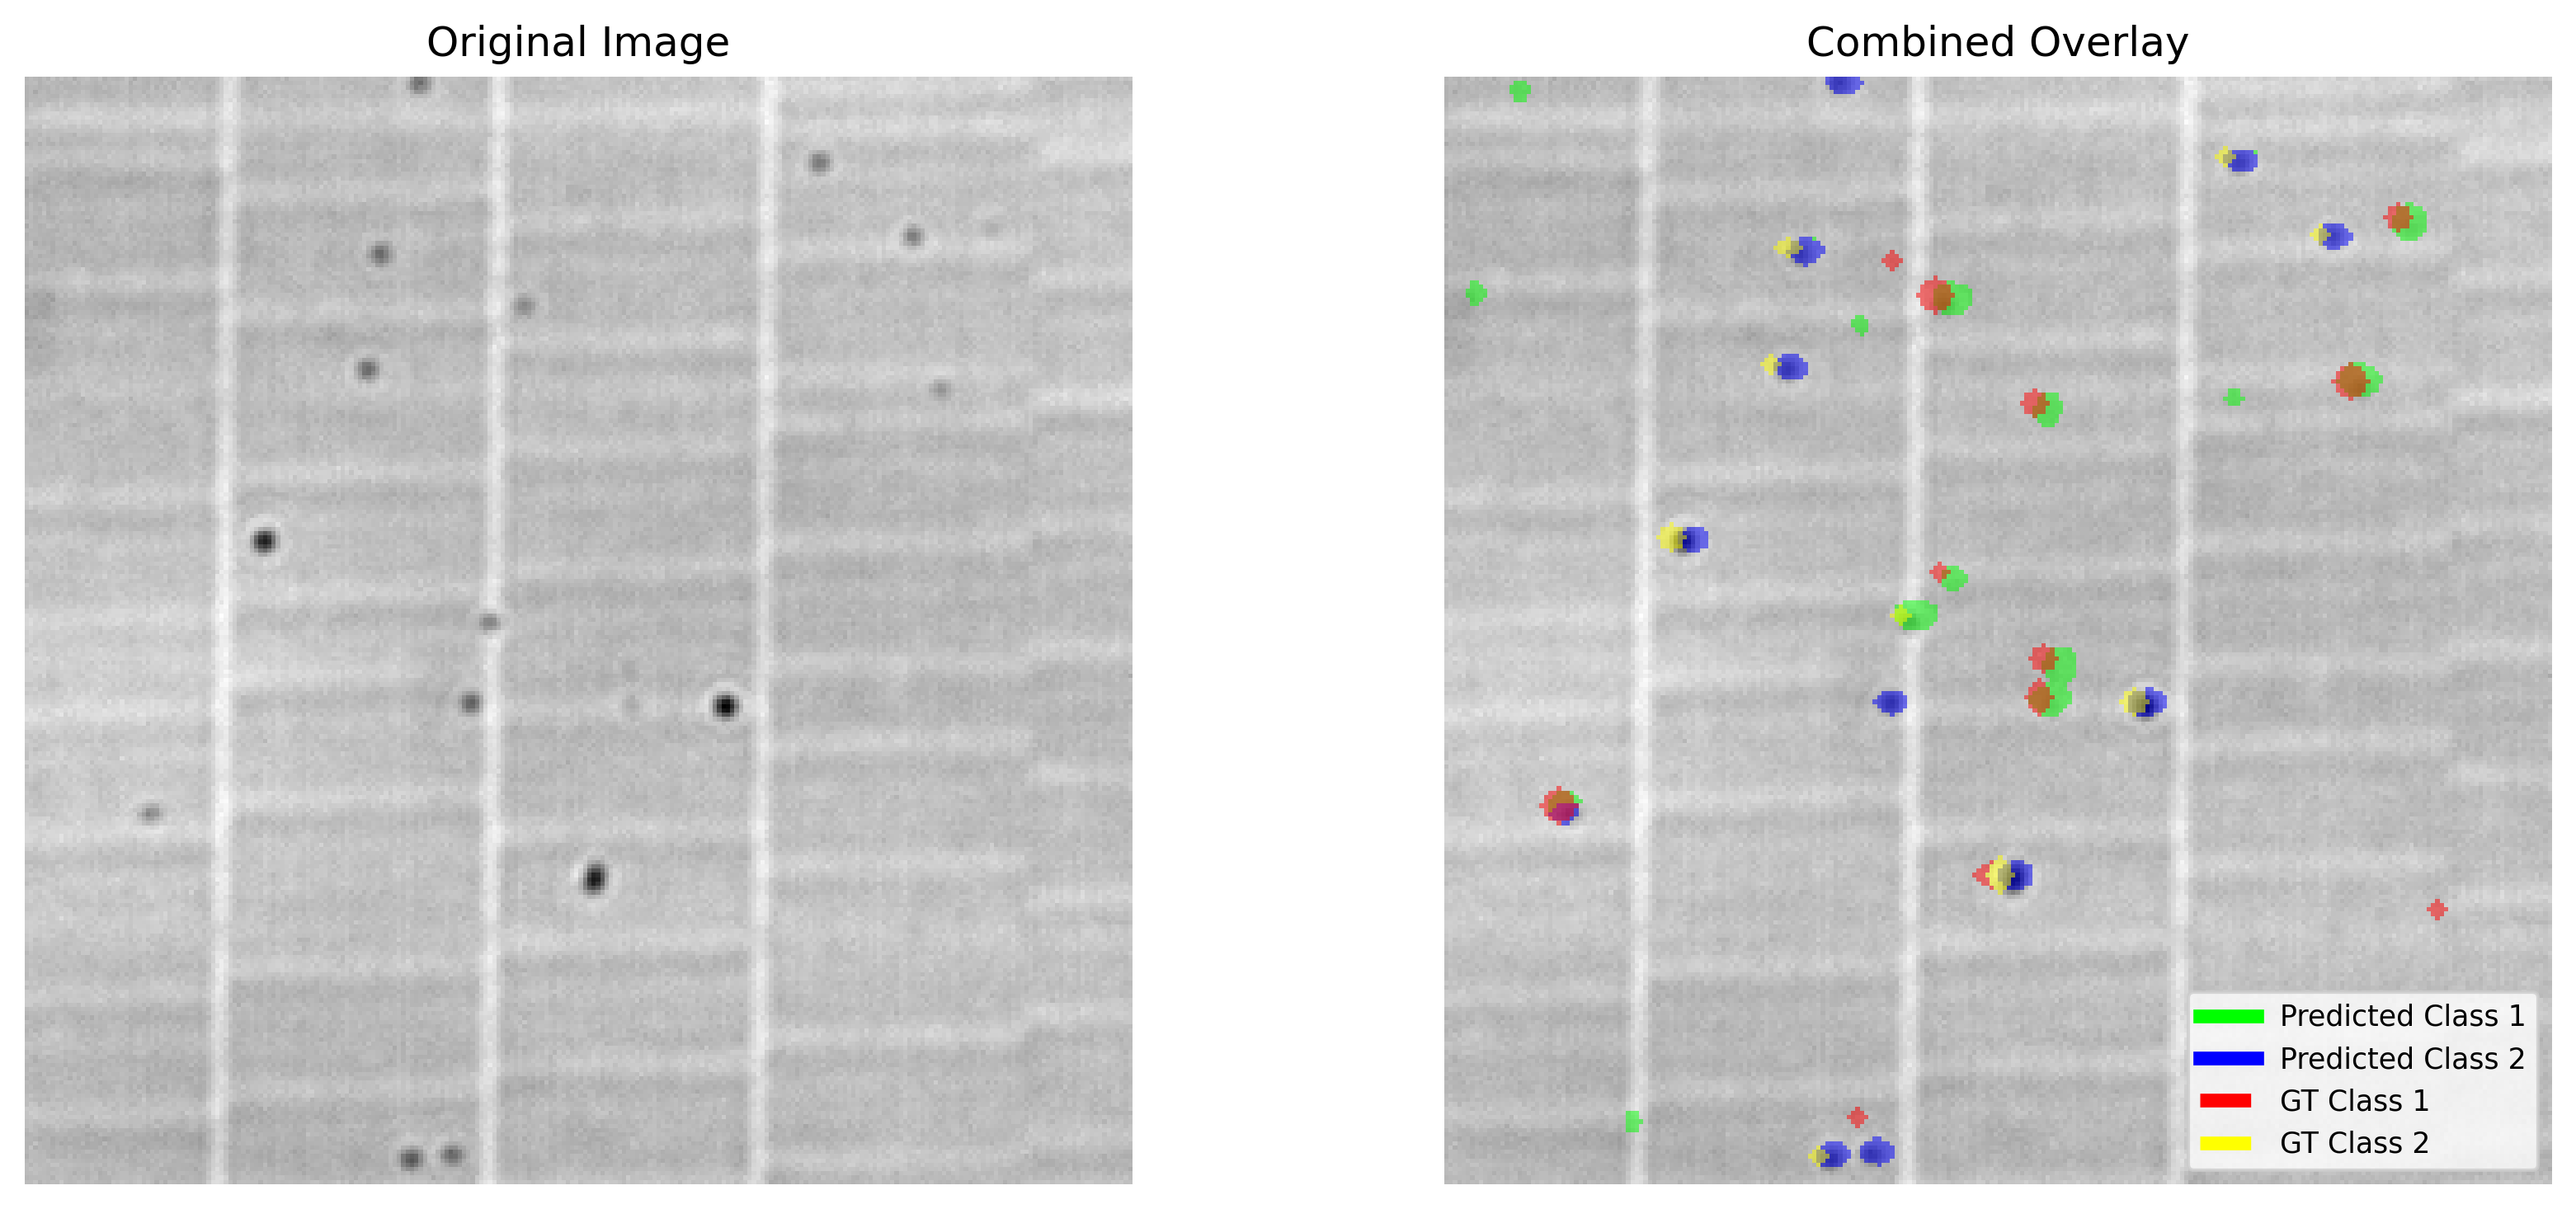 Original Image
Combined Overlay
Predicted Class 1
Predicted Class 2
GT Class 1
GT Class 2